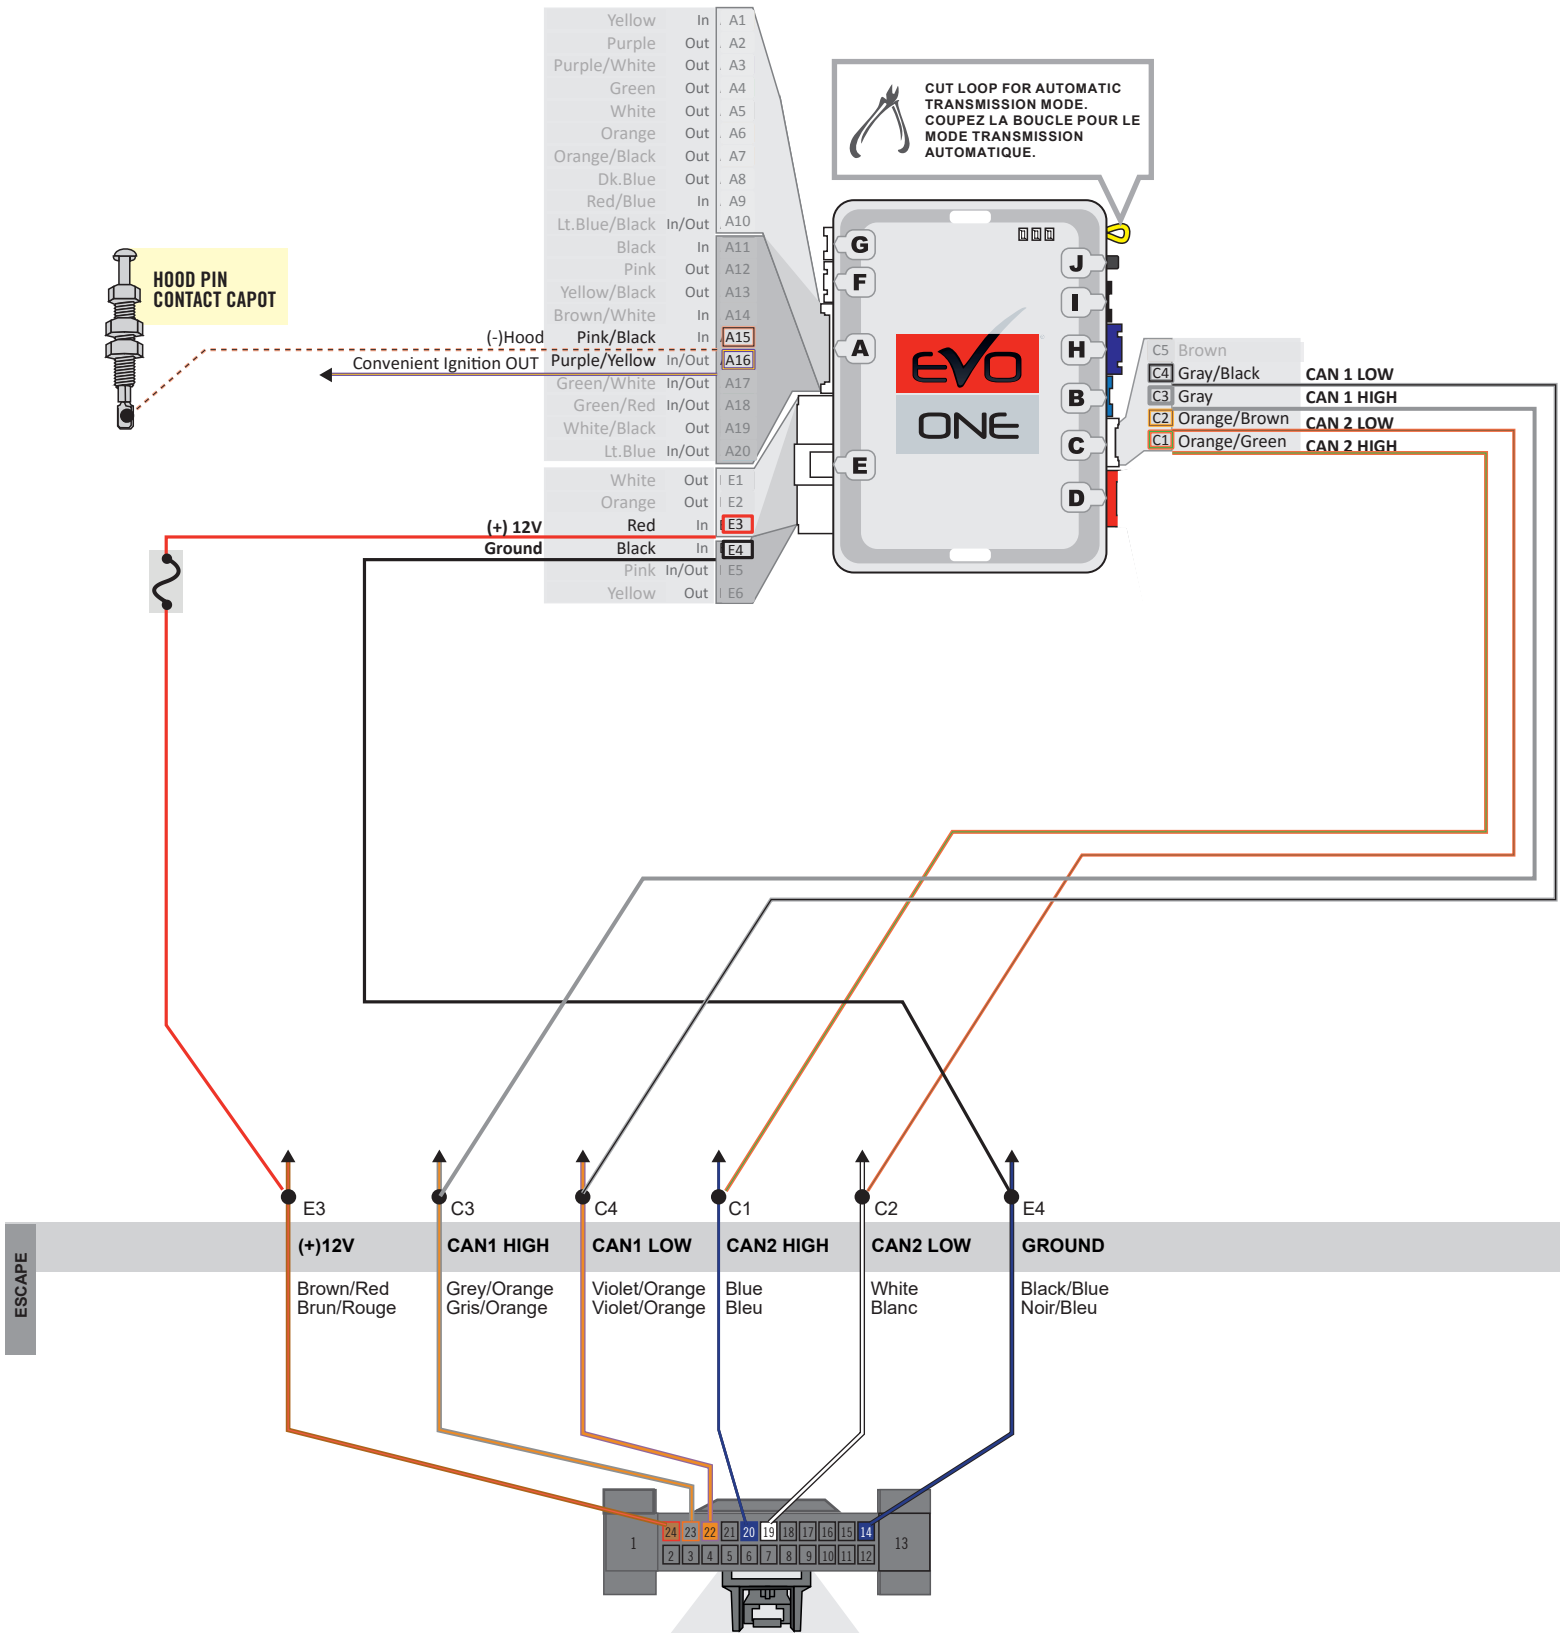 Yellow In A1
Purple Out A2
Purple/White Out A3
Green Out A4
White Out A5
Orange Out A6
Orange/Black Out A7
Dk.Blue Out A8
Red/Blue In A9
Lt.Blue/Black In/Out A10
Black In A11
Pink Out A12
Yellow/Black Out A13
Brown/White In A14
(-)Hood Pink/Black In A15
Convenient Ignition OUT Purple/Yellow In/Out A16
Green/White In/Out A17
Green/Red In/Out A18
White/Black Out A19
Lt.Blue In/Out A20
White Out E1
Orange Out E2
(+) 12V Red In E3
Ground Black In E4
Pink In/Out E5
Yellow Out E6
HOOD PIN
CONTACT CAPOT
CUT LOOP FOR AUTOMATIC
TRANSMISSION MODE.
COUPEZ LA BOUCLE POUR LE
MODE TRANSMISSION
AUTOMATIQUE.
G
F
A
E
J
I
H
B
C
D
EVO
ONE
C5 Brown
C4 Gray/Black CAN 1 LOW
C3 Gray CAN 1 HIGH
C2 Orange/Brown CAN 2 LOW
C1 Orange/Green CAN 2 HIGH
E3 C3 C4 C1 C2 E4
ESCAPE
(+)12V CAN1 HIGH CAN1 LOW CAN2 HIGH CAN2 LOW GROUND
Brown/Red Grey/Orange Violet/Orange Blue White Black/Blue
Brun/Rouge Gris/Orange Violet/Orange Bleu Blanc Noir/Bleu
24 23 22 21 20 19 18 17 16 15 14
1 13
2 3 4 5 6 7 8 9 10 11 12